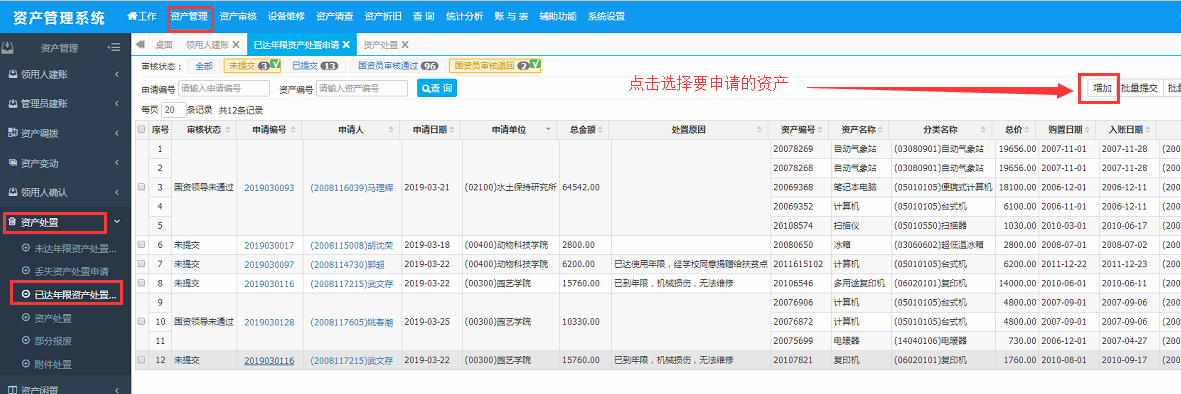 资产管理系统 工作 资产管理 资产审核 设备维修 资产清查 资产折旧 查 询 统计分析 账 与 表 辅助功能 系统设置
资产管理
领用人建账
管理员建账
资产调拨
资产变动
领用人确认
资产处置
未达年限资产处置...
丢失资产处置申请
已达年限资产处置...
资产处置
部分报废
附件处置
资产闲置
桌面 领用人建账 已达年限资产处置申请 资产处置
审核状态： 全部 未提交 3 已提交 13 国资员审核通过 96 国资员审核退回 2
申请编号 请输入申请编号 资产编号 请输入资产编号 查 询
点击选择要申请的资产
增加 批量提交 批
每页 20 条记录 共12条记录
序号 审核状态 申请编号 申请人 申请日期 申请单位 总金额 处置原因 资产编号 资产名称 分类名称 总价 购置日期 入账日期
1 20078269 自动气象站 (03080901)自动气象站 19656.00 2007-11-01 2007-11-28 (200
2 20078268 自动气象站 (03080901)自动气象站 19656.00 2007-11-01 2007-11-28 (200
3 国资领导未通过 2019030093 (2008116039)马理辉 2019-03-21 (02100)水土保持研究所 64542.00 20069368 笔记本电脑 (05010105)便携式计算机 18100.00 2006-12-01 2006-12-11 (200
4 20069352 计算机 (05010105)台式机 6100.00 2006-11-01 2006-12-11 (200
5 20108574 扫描仪 (05010550)扫描器 1030.00 2010-03-01 2010-06-17 (200
6 未提交 2019030017 (2008115008)胡沈荣 2019-03-18 (00400)动物科技学院 2800.00 20080650 冰箱 (03060602)超低温冰箱 2800.00 2008-07-01 2008-07-02 (200
7 未提交 2019030097 (2008114730)郭超 2019-03-22 (00400)动物科技学院 6200.00 已达使用年限，经学校同意捐赠给扶贫点 2011615102 计算机 (05010105)台式机 6200.00 2011-12-22 2011-12-23 (200
8 未提交 2019030116 (2008117215)武文存 2019-03-22 (00300)园艺学院 15760.00 已到年限，机械损伤，无法维修 20106546 多用途复印机 (06020101)复印机 14000.00 2010-06-01 2010-06-11 (200
9 20076906 计算机 (05010105)台式机 4800.00 2007-09-01 2007-09-06 (200
10 国资领导未通过 2019030128 (2008117605)姚春潮 2019-03-25 (00300)园艺学院 10330.00 20076872 计算机 (05010105)台式机 4800.00 2007-09-01 2007-09-06 (200
11 20075699 电暖器 (14040106)电暖器 730.00 2006-12-01 2007-04-27 (200
12 未提交 2019030116 (2008117215)武文存 2019-03-22 (00300)园艺学院 15760.00 已到年限，机械损伤，无法维修 20107821 复印机 (06020101)复印机 1760.00 2010-08-01 2010-09-17 (200